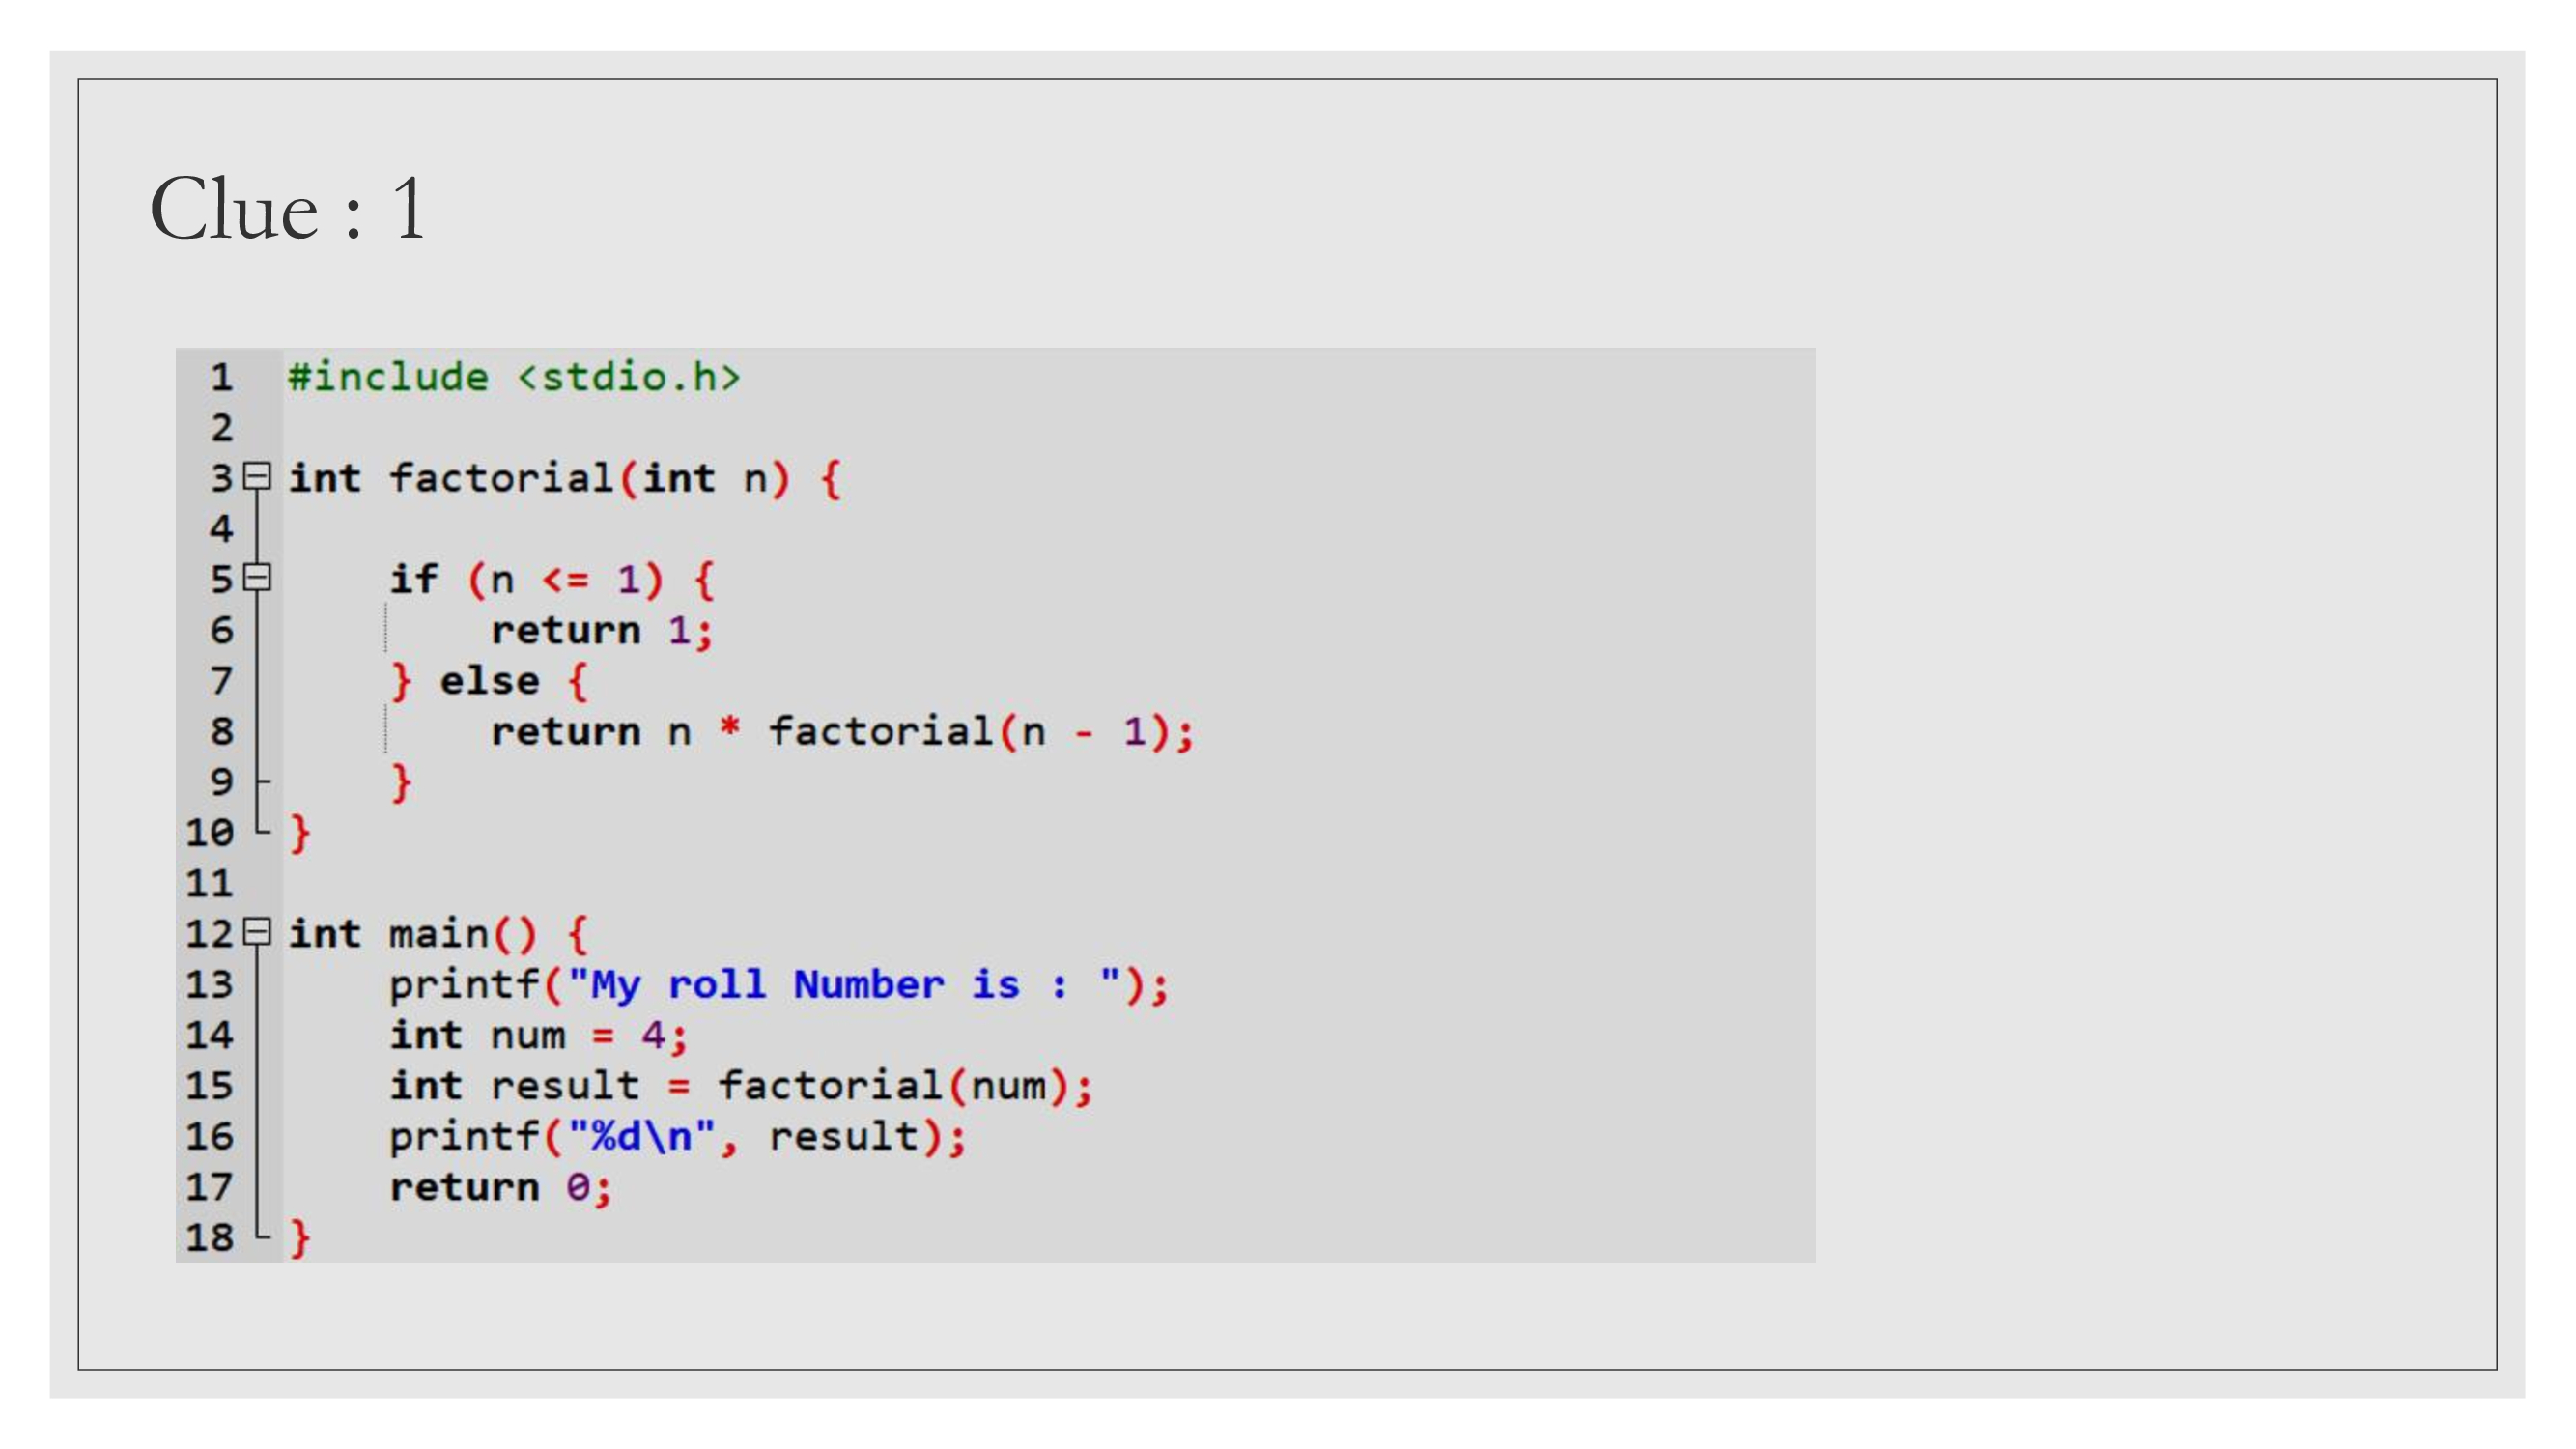 Clue : 1
1 #include <stdio.h>
2
3 int factorial(int n) {
4
5     if (n <= 1) {
6         return 1;
7     } else {
8         return n * factorial(n - 1);
9     }
10 }
11
12 int main() {
13     printf("My roll Number is : ");
14     int num = 4;
15     int result = factorial(num);
16     printf("%d\n", result);
17     return 0;
18 }